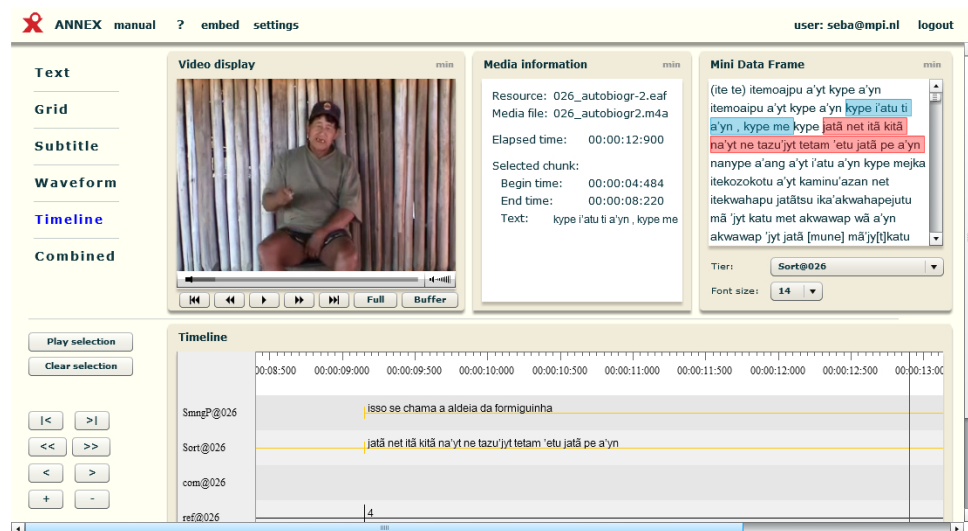 ANNEX manual ? embed settings user: seba@mpi.nl logout
Text
Grid
Subtitle
Waveform
Timeline
Combined
Video display min
Media information min
Resource: 026_autobiogr-2.eaf
Media file: 026_autobiogr2.m4a
Elapsed time: 00:00:12:900
Selected chunk:
Begin time: 00:00:04:484
End time: 00:00:08:220
Text: kype i'atu ti a'yn , kype me
Mini Data Frame min
(ite te) itemoajpu a'yt kype a'yn
itemoaipu a'yt kype a'yn kype i'atu ti
a'yn , kype me kype jatã net itã kitã
na'yt ne tazu'jyt tetam 'etu jatã pe a'yn
nanype a'ang a'yt i'atu a'yn kype mejka
itekozokotu a'yt kaminu'azan net
itekwahapu jatãtsu ika'akwahapejutu
mã 'jyt katu met akwawap wã a'yn
akwawap 'jyt jatã [mune] mã'jy[t]katu
Tier: Sort@026
Font size: 14
Full Buffer
Play selection
Clear selection
|< >|
<< >>
< >
+ -
Timeline
00:08:500 00:00:09:000 00:00:09:500 00:00:10:000 00:00:10:500 00:00:11:000 00:00:11:500 00:00:12:000 00:00:12:500 00:00:13:00
SmngP@026 isso se chama a aldeia da formiguinha
Sort@026 jatã net itã kitã na'yt ne tazu'jyt tetam 'etu jatã pe a'yn
com@026
ref@026 4